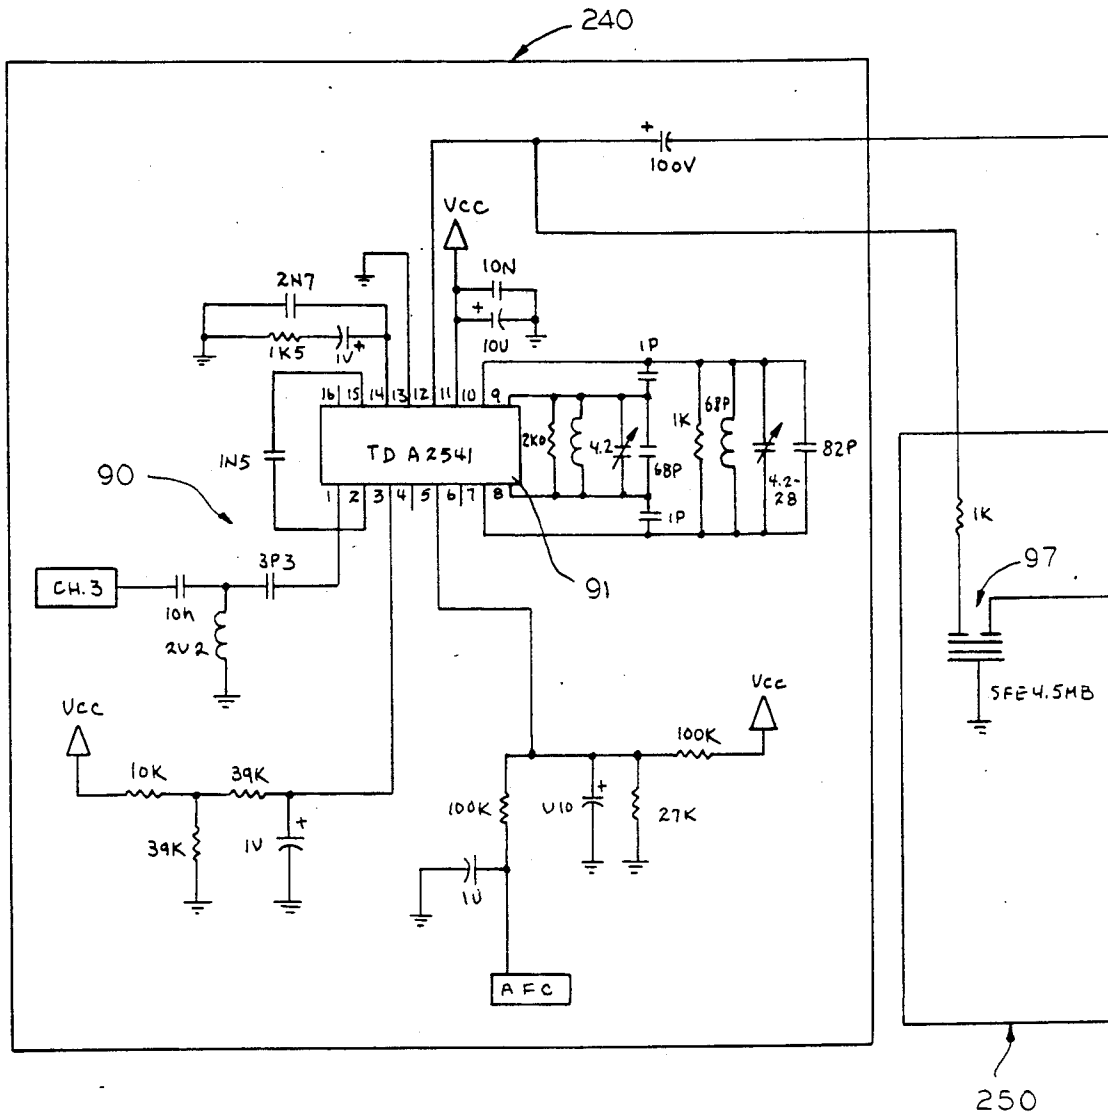 240
+
100V
VCC
10N
2N7
+
10U
1K5
1V
+
1P
16 15 14 13 12 11 10 9
2K0
4.2
68P
1K
68P
82P
TDA2541
1N5
4.2-
28
90
1 2 3 4 5 6 7 8
1P
1K
3P3
91
97
CH.3
10n
2U2
SFE4.5MB
VCC
VCC
100K
10K
39K
+
100K
U10
+
27K
39K
1U
1U
AFC
250